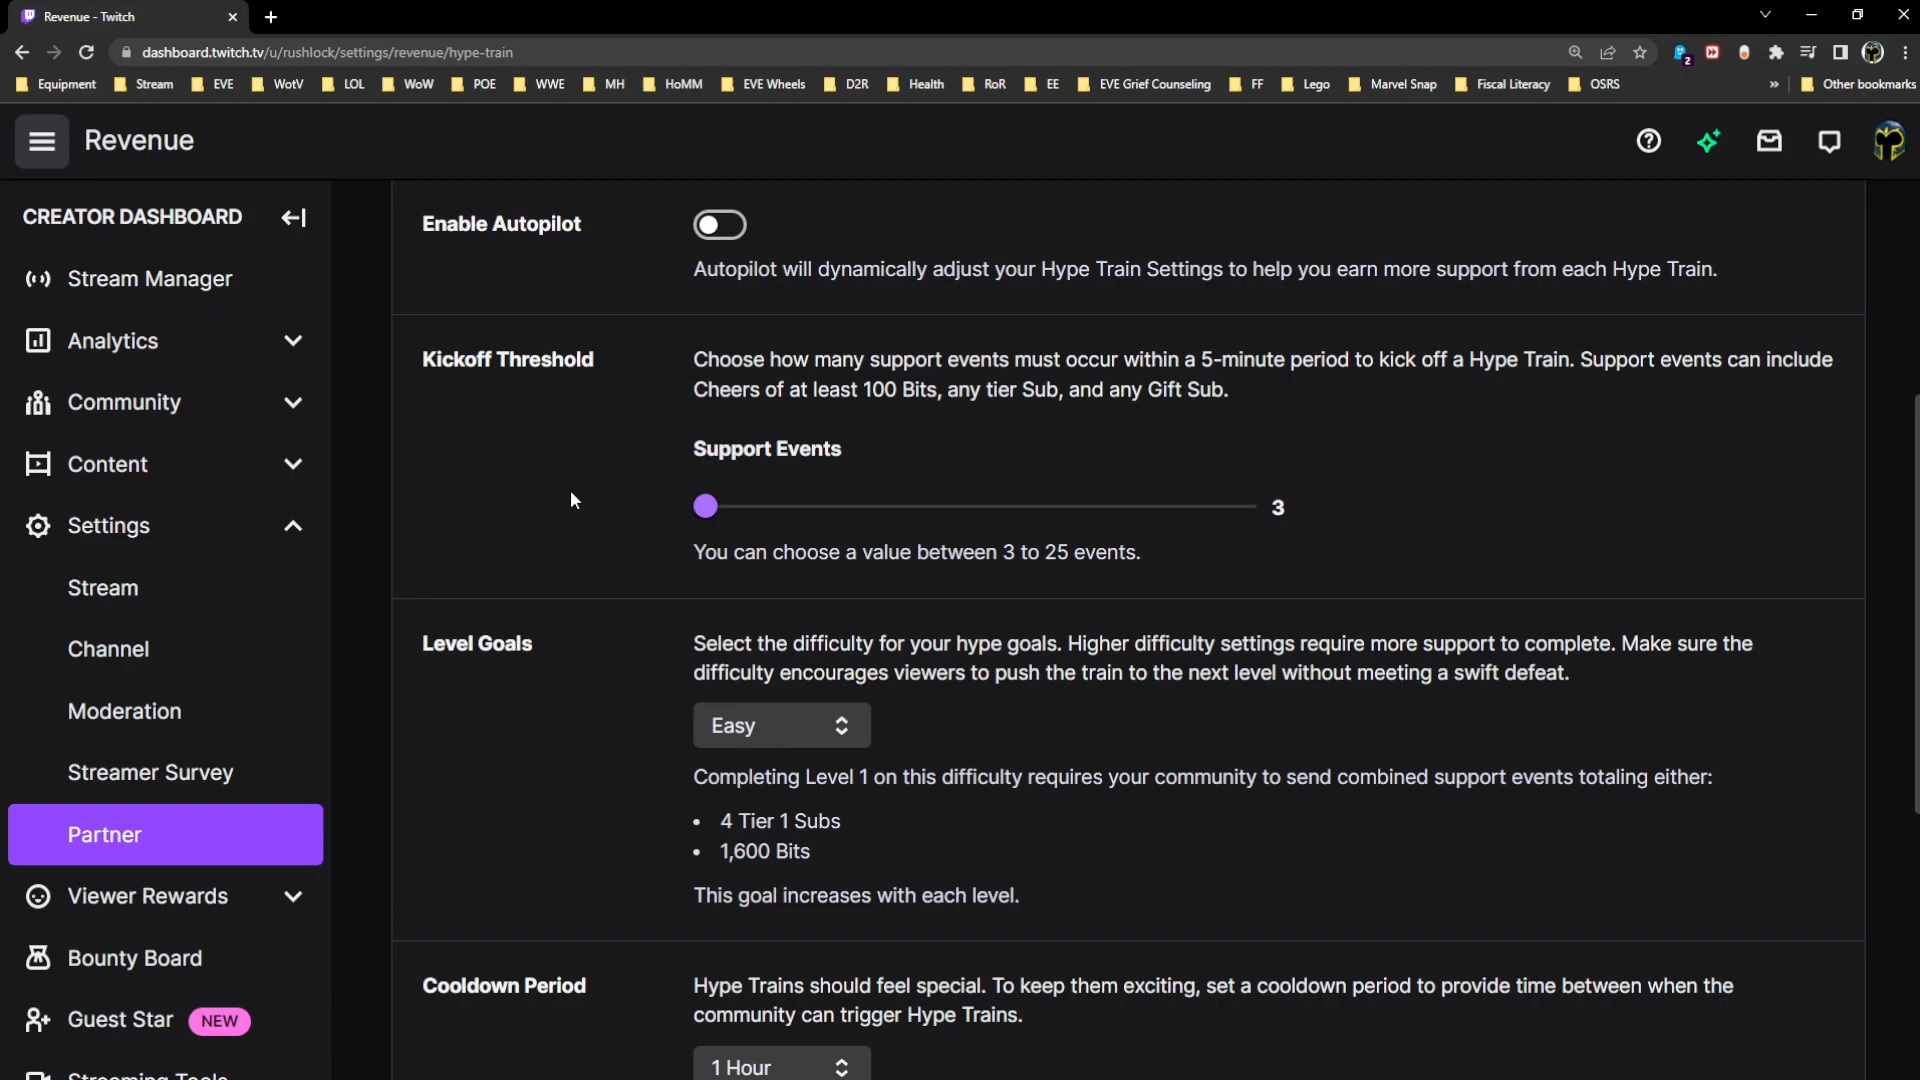 Revenue - Twitch
dashboard.twitch.tv/u/rushlock/settings/revenue/hype-train
2
Equipment Stream EVE WotV LOL WoW POE WWE MH HoMM EVE Wheels D2R Health RoR EE EVE Grief Counseling FF Lego Marvel Snap Fiscal Literacy OSRS » Other bookmarks
Revenue
CREATOR DASHBOARD
Stream Manager
Analytics
Community
Content
Settings
Stream
Channel
Moderation
Streamer Survey
Partner
Viewer Rewards
Bounty Board
Guest Star NEW
Streaming Tools
Enable Autopilot
Autopilot will dynamically adjust your Hype Train Settings to help you earn more support from each Hype Train.
Kickoff Threshold
Choose how many support events must occur within a 5-minute period to kick off a Hype Train. Support events can include
Cheers of at least 100 Bits, any tier Sub, and any Gift Sub.
Support Events
3
You can choose a value between 3 to 25 events.
Level Goals
Select the difficulty for your hype goals. Higher difficulty settings require more support to complete. Make sure the
difficulty encourages viewers to push the train to the next level without meeting a swift defeat.
Easy
Completing Level 1 on this difficulty requires your community to send combined support events totaling either:
• 4 Tier 1 Subs
• 1,600 Bits
This goal increases with each level.
Cooldown Period
Hype Trains should feel special. To keep them exciting, set a cooldown period to provide time between when the
community can trigger Hype Trains.
1 Hour